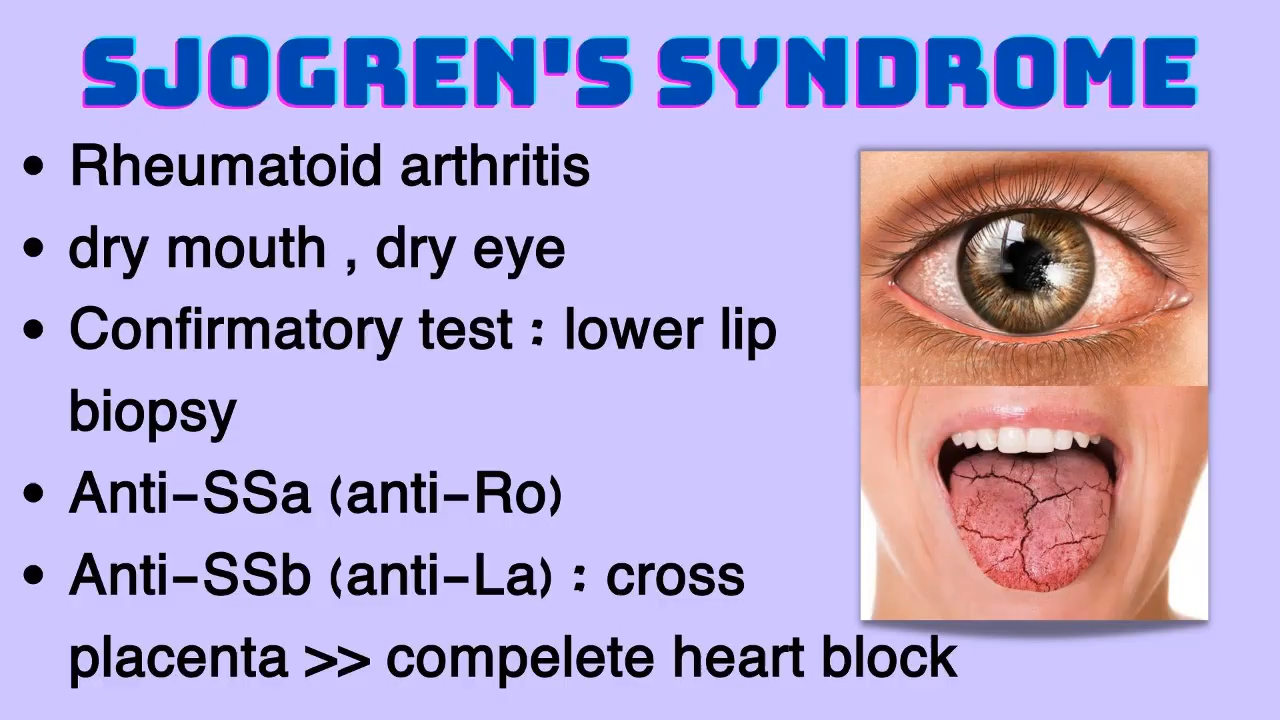 SJOGREN'S SYNDROME
• Rheumatoid arthritis
• dry mouth , dry eye
• Confirmatory test : lower lip
biopsy
• Anti-SSa (anti-Ro)
• Anti-SSb (anti-La) : cross
placenta >> compelete heart block